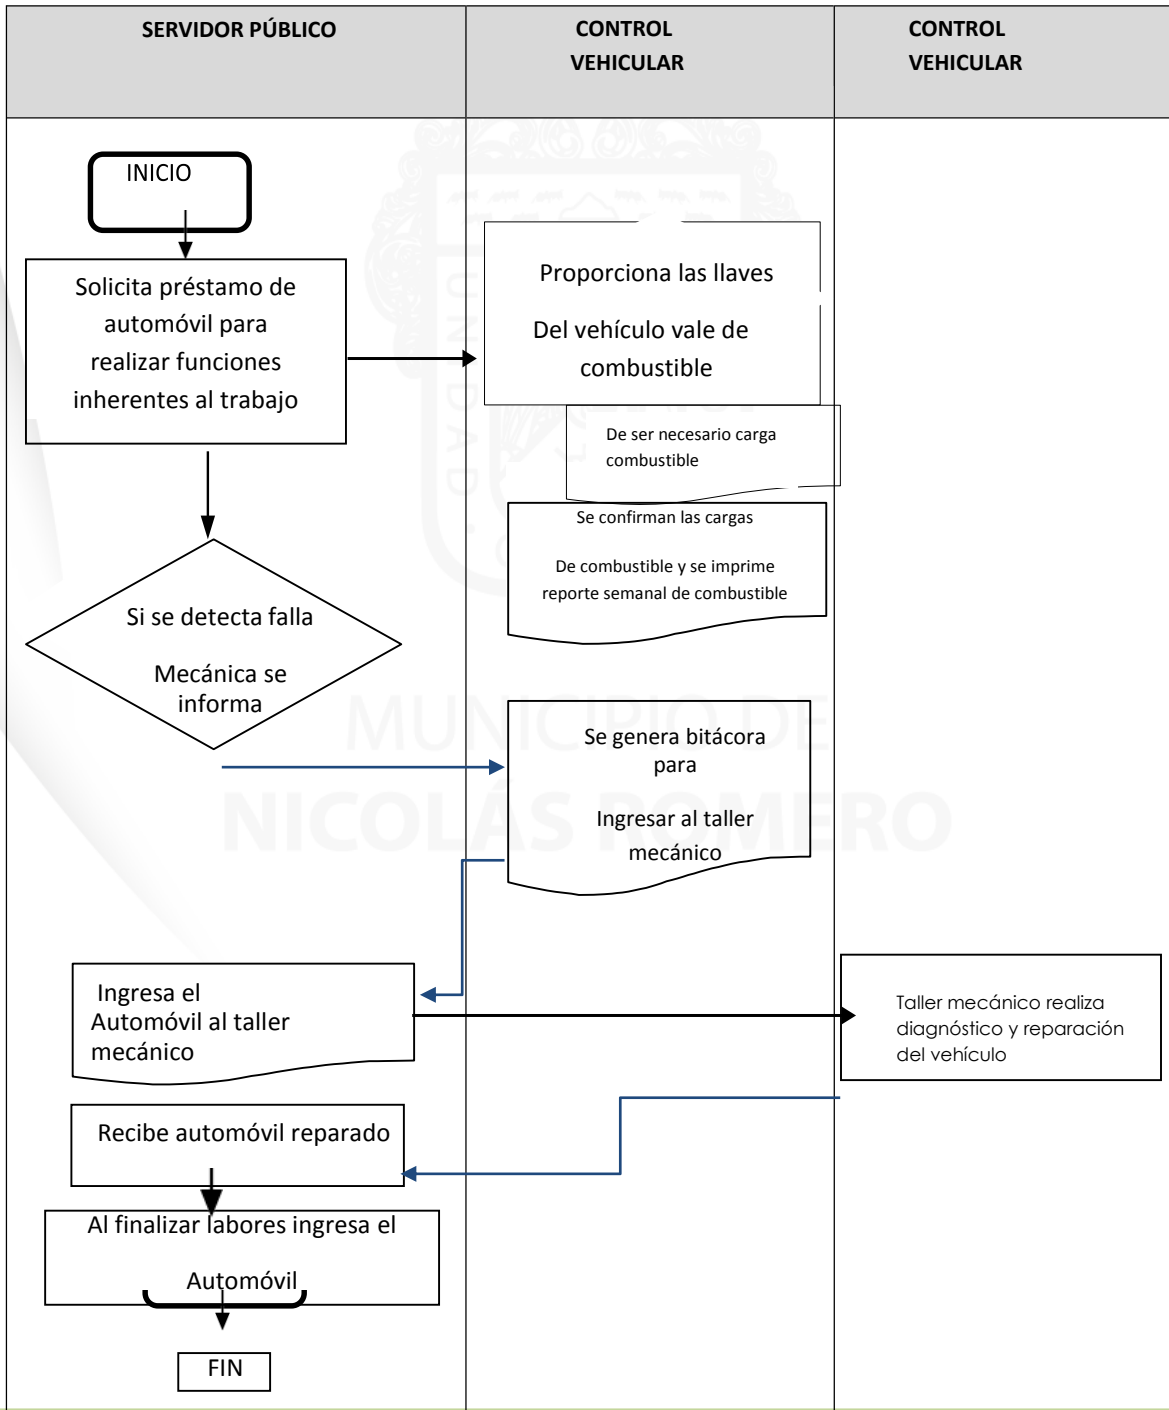 SERVIDOR PÚBLICO
CONTROL
VEHICULAR
CONTROL
VEHICULAR
INICIO
Solicita préstamo de
automóvil para
realizar funciones
inherentes al trabajo
Proporciona las llaves
Del vehículo vale de
combustible
De ser necesario carga
combustible
Se confirman las cargas
De combustible y se imprime
reporte semanal de combustible
Si se detecta falla
Mecánica se
informa
Se genera bitácora
para
Ingresar al taller
mecánico
Ingresa el
Automóvil al taller
mecánico
Taller mecánico realiza
diagnóstico y reparación
del vehículo
Recibe automóvil reparado
Al finalizar labores ingresa el
Automóvil
FIN
UNIDAD
MUNICIPIO DE
NICOLÁS ROMERO